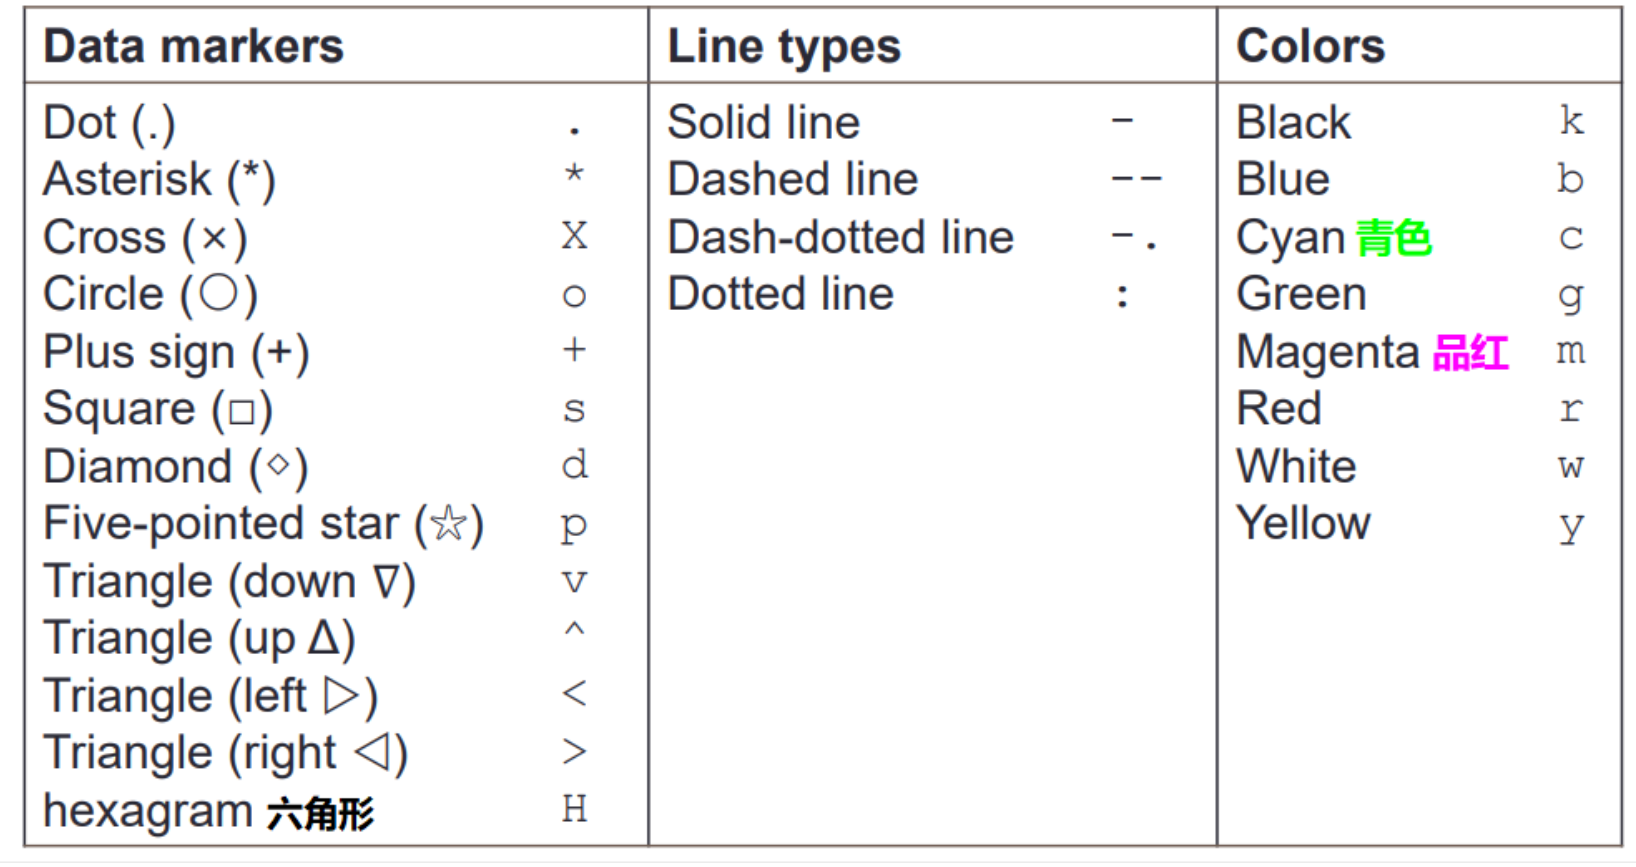 Data markers Line types Colors
Dot (.) . Solid line - Black k
Asterisk (*) * Dashed line -- Blue b
Cross (×) X Dash-dotted line -. Cyan 青色 c
Circle (○) o Dotted line : Green g
Plus sign (+) + Magenta 品红 m
Square (□) s Red r
Diamond (◇) d White w
Five-pointed star (☆) p Yellow y
Triangle (down ∇) v
Triangle (up Δ) ^
Triangle (left ▷) <
Triangle (right ◁) >
hexagram 六角形 H